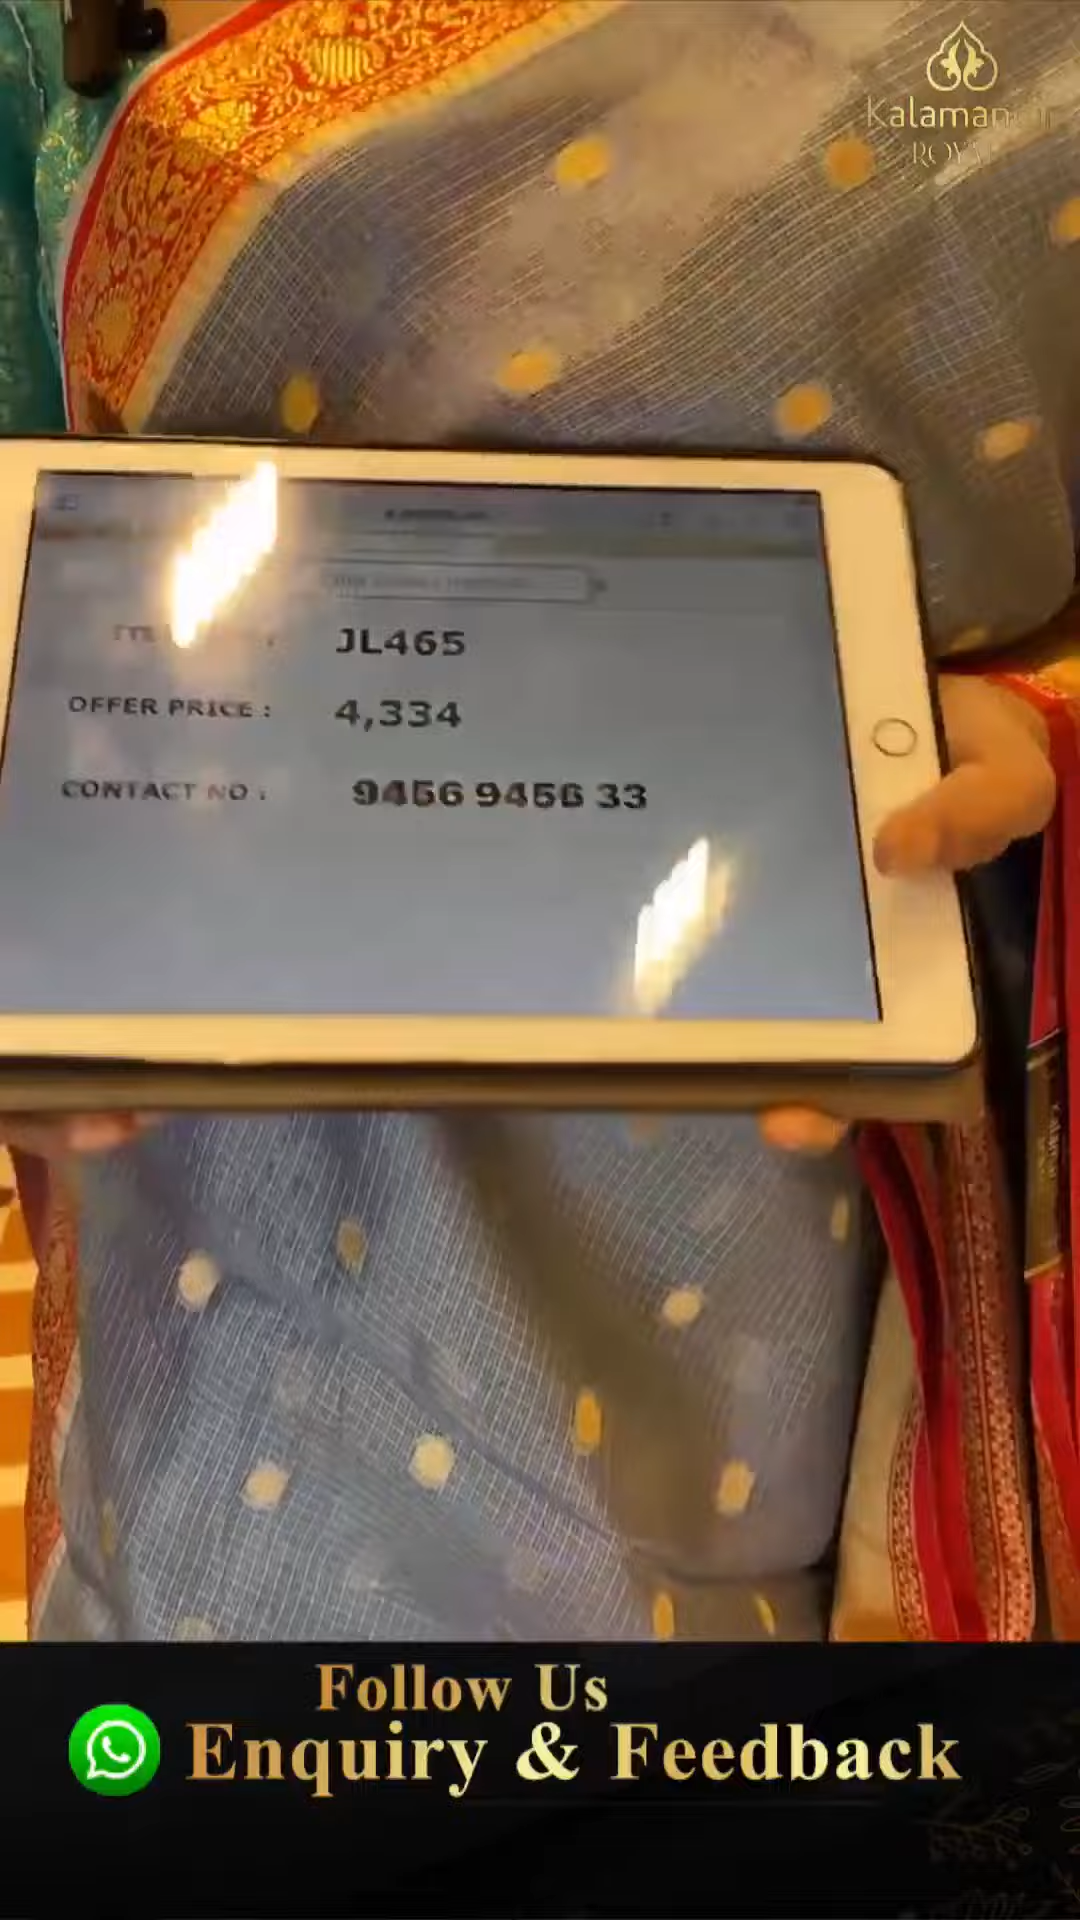 Kalamandir
ROYAL
JL465
OFFER PRICE :
4,334
CONTACT NO :
9456 9456 33
Follow Us
Enquiry & Feedback